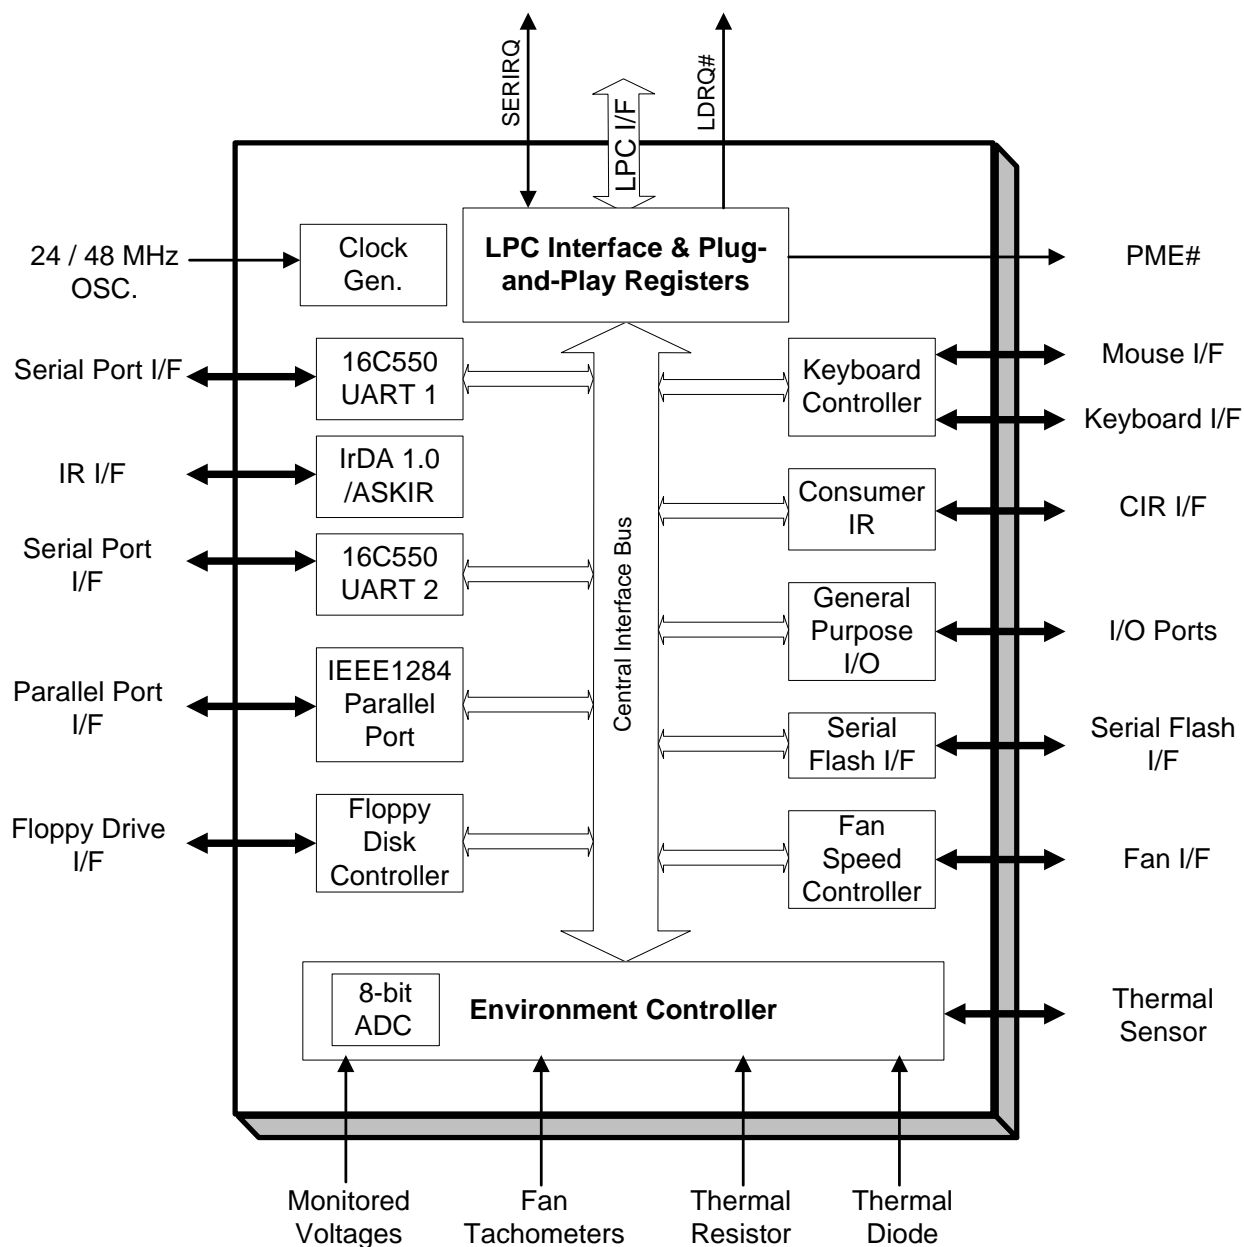 SERIRQ
LPC I/F
LDRQ#
24 / 48 MHz
OSC.
Clock
Gen.
LPC Interface & Plug-
and-Play Registers
PME#
Serial Port I/F
16C550
UART 1
Keyboard
Controller
Mouse I/F
Keyboard I/F
IR I/F
IrDA 1.0
/ASKIR
Consumer
IR
CIR I/F
Serial Port
I/F
16C550
UART 2
Central Interface Bus
General
Purpose
I/O
I/O Ports
Parallel Port
I/F
IEEE1284
Parallel
Port
Serial
Flash I/F
Serial Flash
I/F
Floppy Drive
I/F
Floppy
Disk
Controller
Fan
Speed
Controller
Fan I/F
8-bit
ADC
Environment Controller
Thermal
Sensor
Monitored
Voltages
Fan
Tachometers
Thermal
Resistor
Thermal
Diode